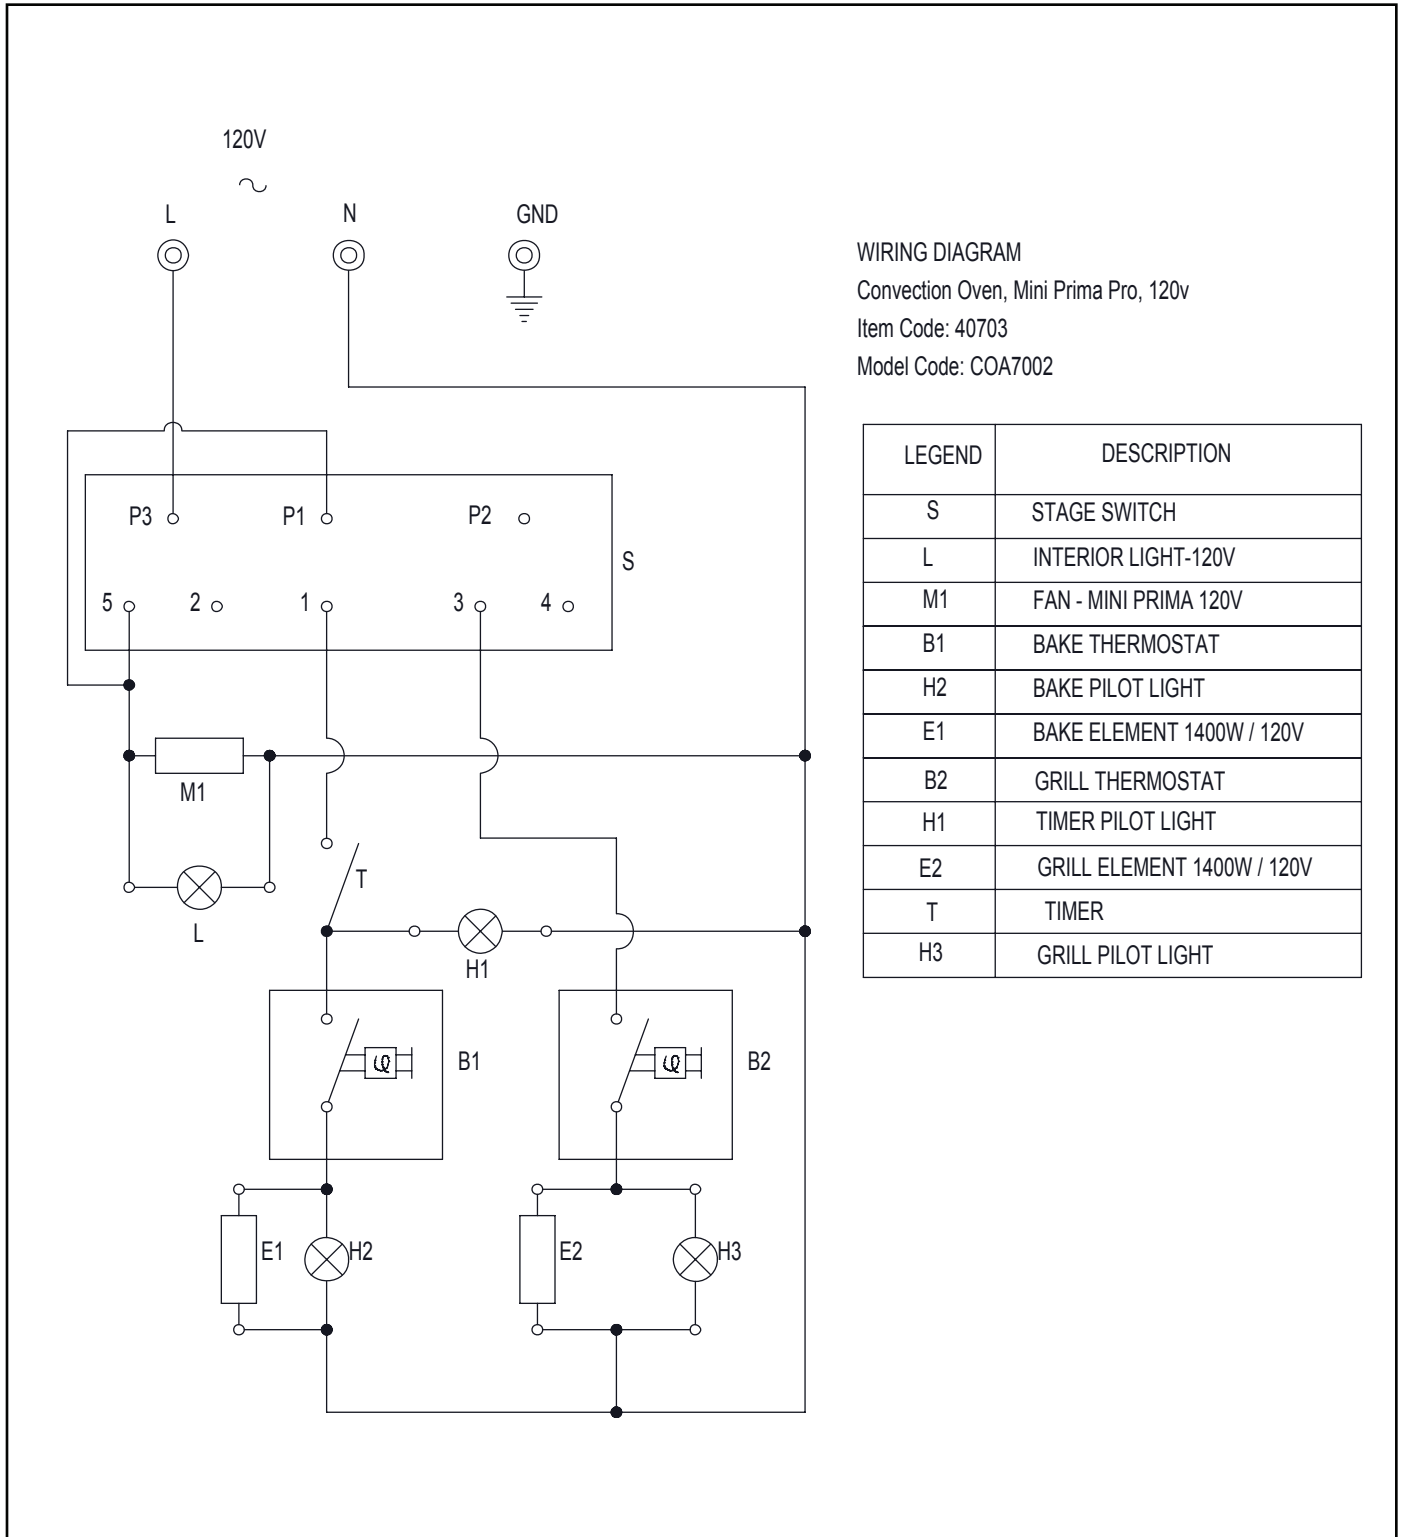 120V
L
N
GND
WIRING DIAGRAM
Convection Oven, Mini Prima Pro, 120v
Item Code: 40703
Model Code: COA7002
LEGEND DESCRIPTION
S STAGE SWITCH
L INTERIOR LIGHT-120V
M1 FAN - MINI PRIMA 120V
B1 BAKE THERMOSTAT
H2 BAKE PILOT LIGHT
E1 BAKE ELEMENT 1400W / 120V
B2 GRILL THERMOSTAT
H1 TIMER PILOT LIGHT
E2 GRILL ELEMENT 1400W / 120V
T TIMER
H3 GRILL PILOT LIGHT
P3 P1 P2
S
5 2 1 3 4
M1
T
L
H1
B1 B2
E1 H2 E2 H3